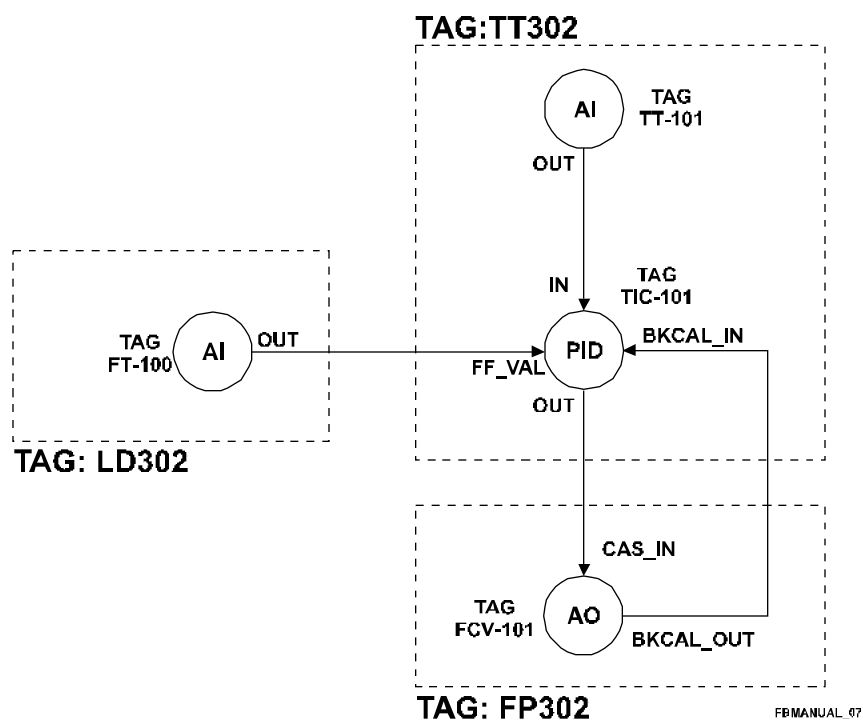 TAG:TT302
AI
TAG
TT-101
OUT
IN
TAG
TIC-101
TAG
FT-100
AI
OUT
FF_VAL
PID
BKCAL_IN
OUT
TAG: LD302
CAS_IN
TAG
FCV-101
AO
BKCAL_OUT
TAG: FP302
FBMANUAL_07